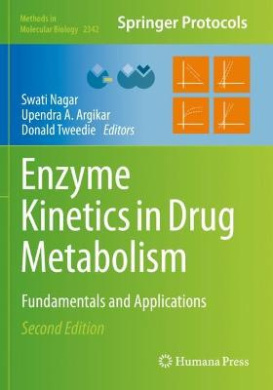 Methods in
Molecular Biology 2342
Springer Protocols
Swati Nagar
Upendra A. Argikar
Donald Tweedie Editors
Enzyme
Kinetics in Drug
Metabolism
Fundamentals and Applications
Second Edition
Humana Press